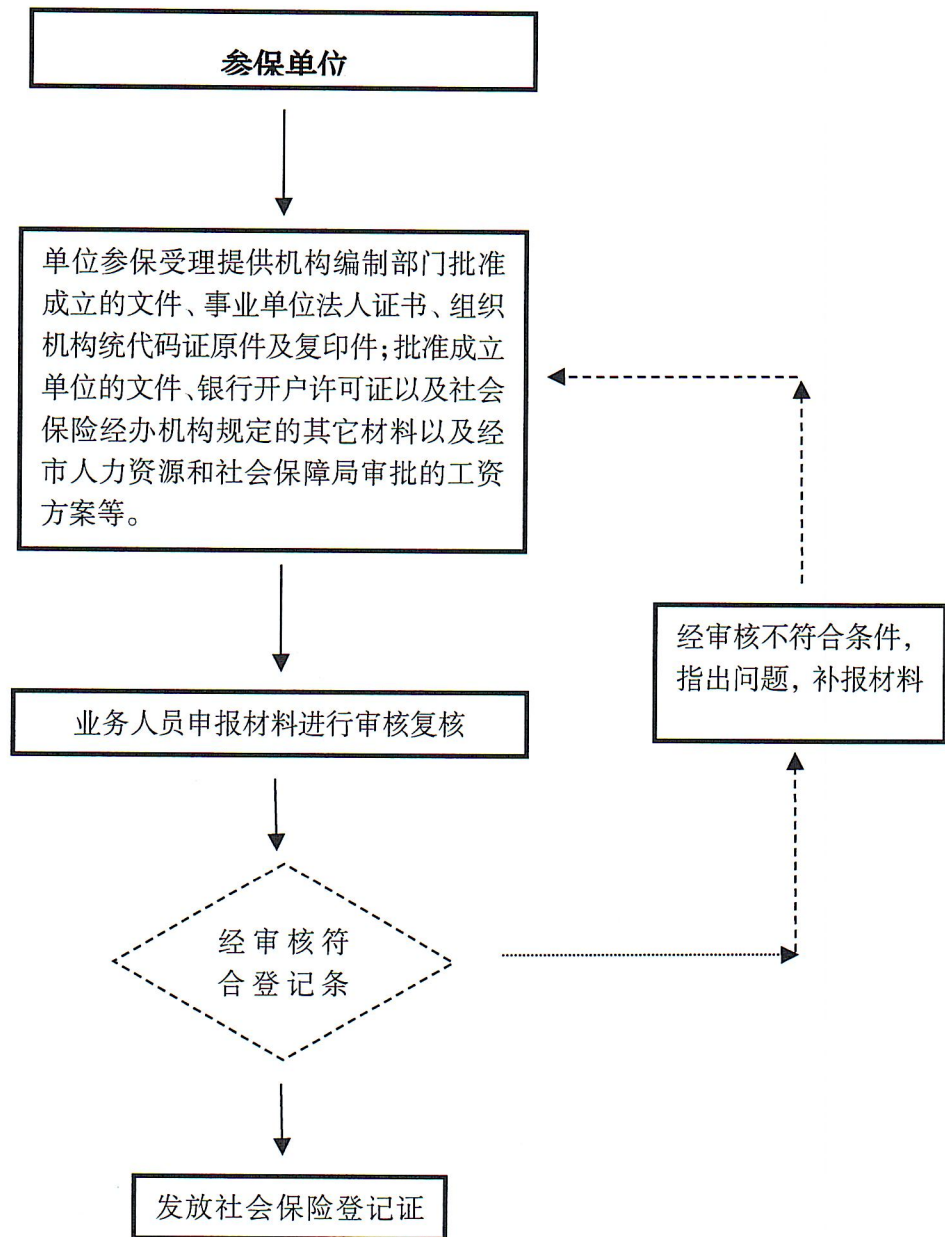 参保单位
单位参保受理提供机构编制部门批准
成立的文件、事业单位法人证书、组织
机构统代码证原件及复印件;批准成立
单位的文件、银行开户许可证以及社会
保险经办机构规定的其它材料以及经
市人力资源和社会保障局审批的工资
方案等。
经审核不符合条件，
指出问题，补报材料
业务人员申报材料进行审核复核
经审核符
合登记条
发放社会保险登记证